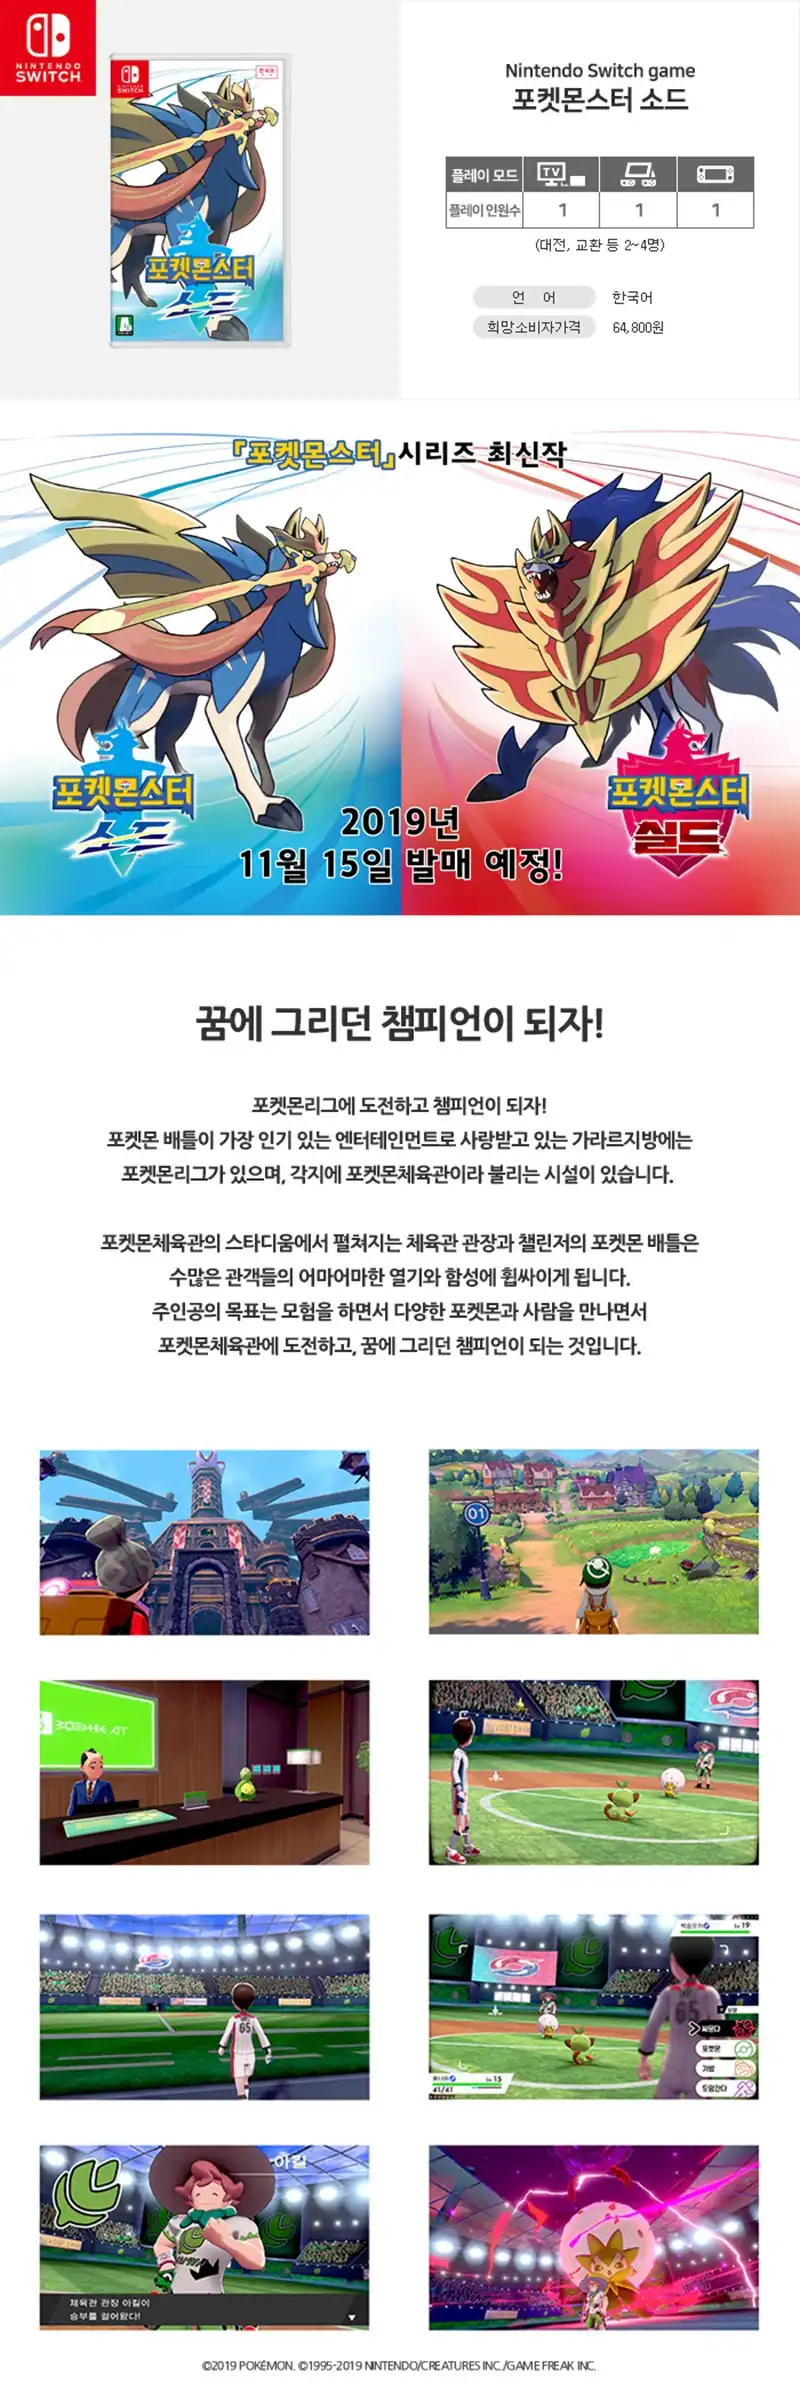 NINTENDO
SWITCH
NINTENDO
SWITCH
한국어
포켓몬스터
소드
Nintendo Switch game
포켓몬스터 소드
플레이 모드 TV
플레이 인원수 1 1 1
(대전, 교환 등 2~4명)
언 어 한국어
희망소비자가격 64,800원
『포켓몬스터』시리즈 최신작
포켓몬스터
소드
포켓몬스터
실드
2019년
11월 15일 발매 예정!
꿈에 그리던 챔피언이 되자!
포켓몬리그에 도전하고 챔피언이 되자!
포켓몬 배틀이 가장 인기 있는 엔터테인먼트로 사랑받고 있는 가라르지방에는
포켓몬리그가 있으며, 각지에 포켓몬체육관이라 불리는 시설이 있습니다.
포켓몬체육관의 스타디움에서 펼쳐지는 체육관 관장과 챌린저의 포켓몬 배틀은
수많은 관객들의 어마어마한 열기와 함성에 휩싸이게 됩니다.
주인공의 목표는 모험을 하면서 다양한 포켓몬과 사람을 만나면서
포켓몬체육관에 도전하고, 꿈에 그리던 챔피언이 되는 것입니다.
01
65
Lv.19
65
싸운다
포켓몬
가방
도망간다
Lv.15
41/41
아킬
체육관 관장 아킬이
승부를 걸어왔다!
©2019 POKÉMON. ©1995-2019 NINTENDO/CREATURES INC./GAME FREAK INC.